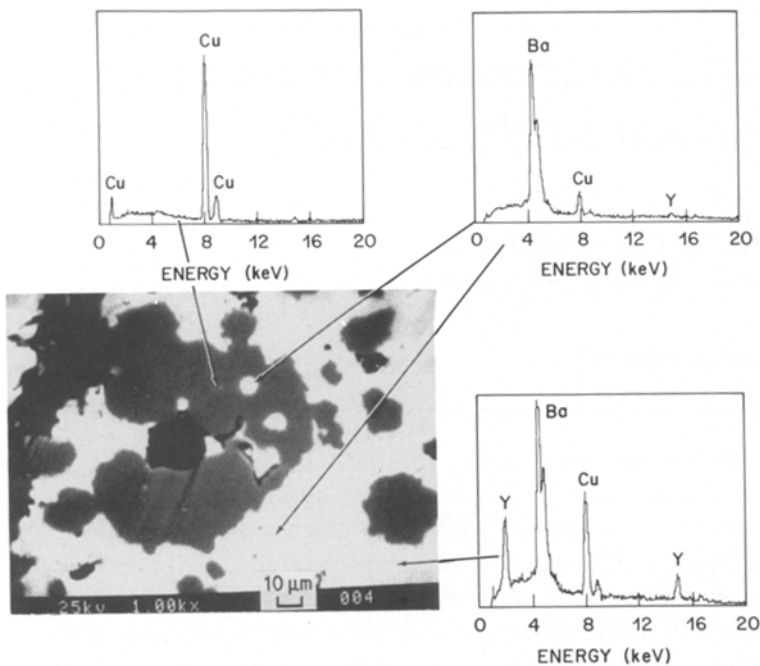 Cu
Cu
Cu
0 4 8 12 16 20
ENERGY (keV)
Ba
Cu
Y
0 4 8 12 16 20
ENERGY (keV)
Ba
Y
Cu
Y
0 4 8 12 16 20
ENERGY (keV)
10 μm
25kv 1.00kx 004